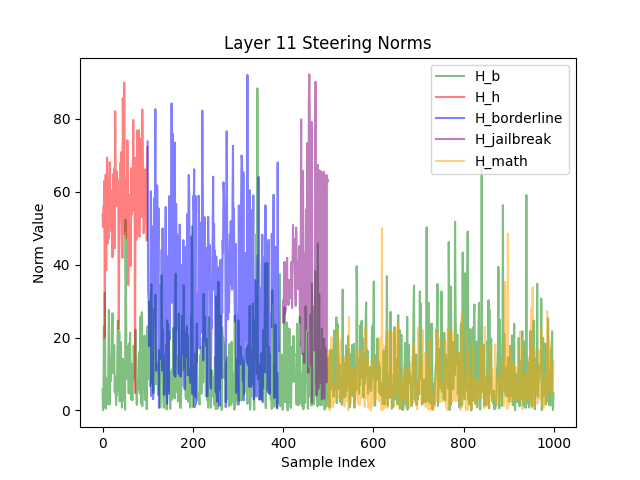 Layer 11 Steering Norms
H_b
H_h
H_borderline
H_jailbreak
H_math
Norm Value
80
60
40
20
0
0
200
400
600
800
1000
Sample Index